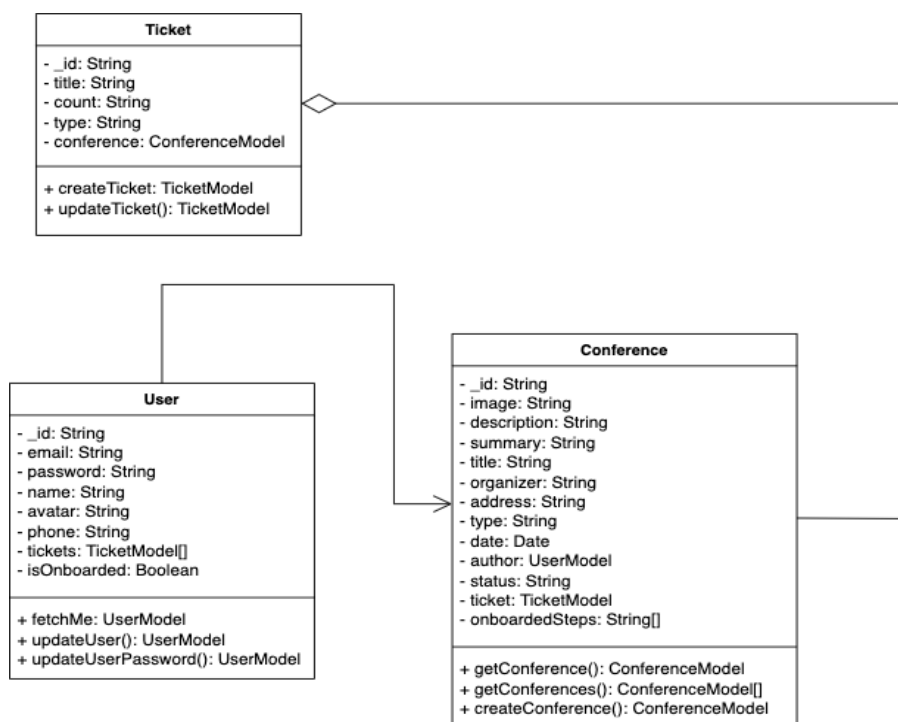 Ticket
- _id: String
- title: String
- count: String
- type: String
- conference: ConferenceModel
+ createTicket: TicketModel
+ updateTicket(): TicketModel
User
- _id: String
- email: String
- password: String
- name: String
- avatar: String
- phone: String
- tickets: TicketModel[]
- isOnboarded: Boolean
+ fetchMe: UserModel
+ updateUser(): UserModel
+ updateUserPassword(): UserModel
Conference
- _id: String
- image: String
- description: String
- summary: String
- title: String
- organizer: String
- address: String
- type: String
- date: Date
- author: UserModel
- status: String
- ticket: TicketModel
- onboardedSteps: String[]
+ getConference(): ConferenceModel
+ getConferences(): ConferenceModel[]
+ createConference(): ConferenceModel